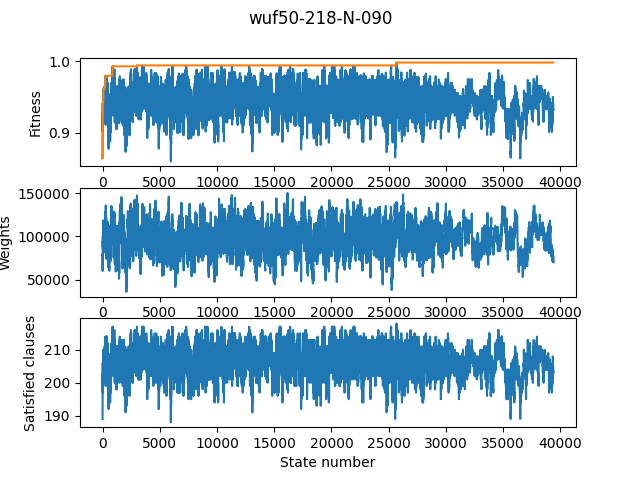 wuf50-218-N-090
1.0
0.9
Fitness
0 5000 10000 15000 20000 25000 30000 35000 40000
150000
100000
50000
Weights
0 5000 10000 15000 20000 25000 30000 35000 40000
210
200
190
Satisfied clauses
0 5000 10000 15000 20000 25000 30000 35000 40000
State number